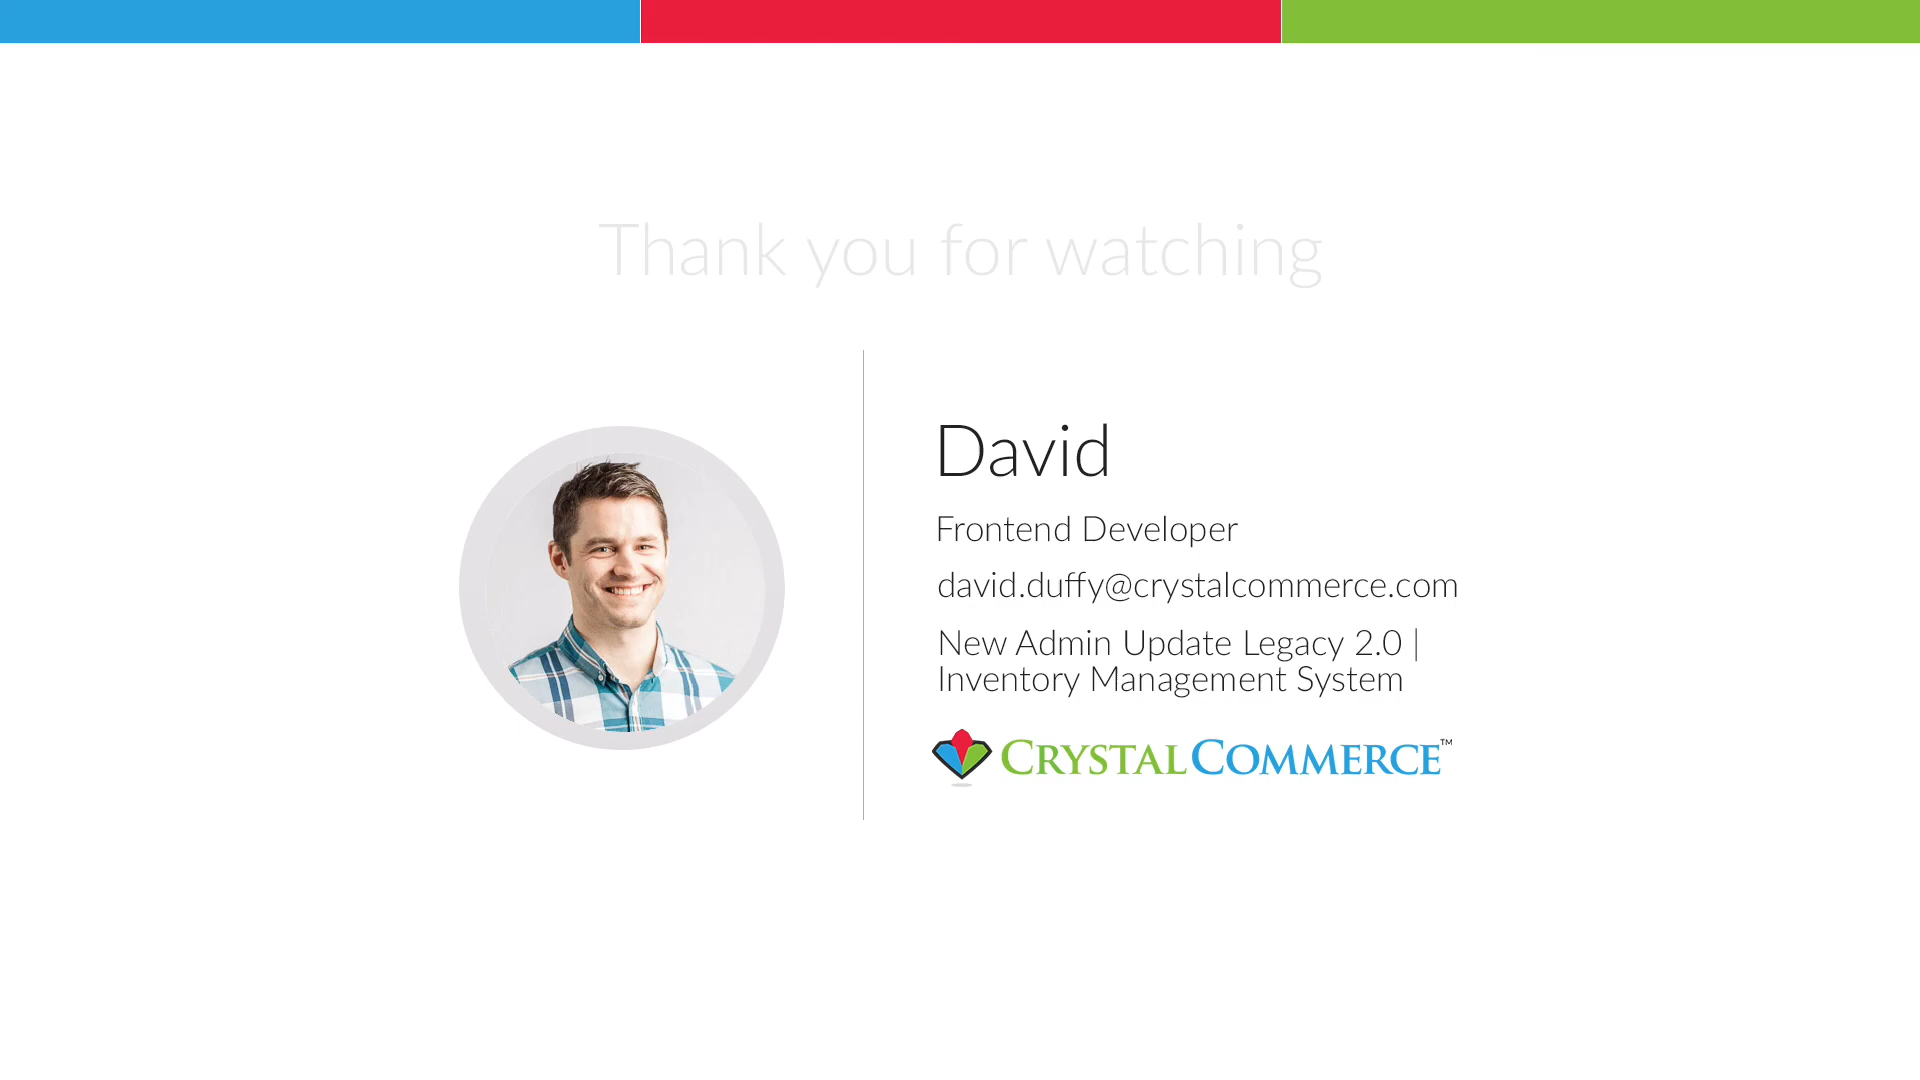 Thank you for watching
David
Frontend Developer
david.duffy@crystalcommerce.com
New Admin Update Legacy 2.0 |
Inventory Management System
CRYSTALCOMMERCE™